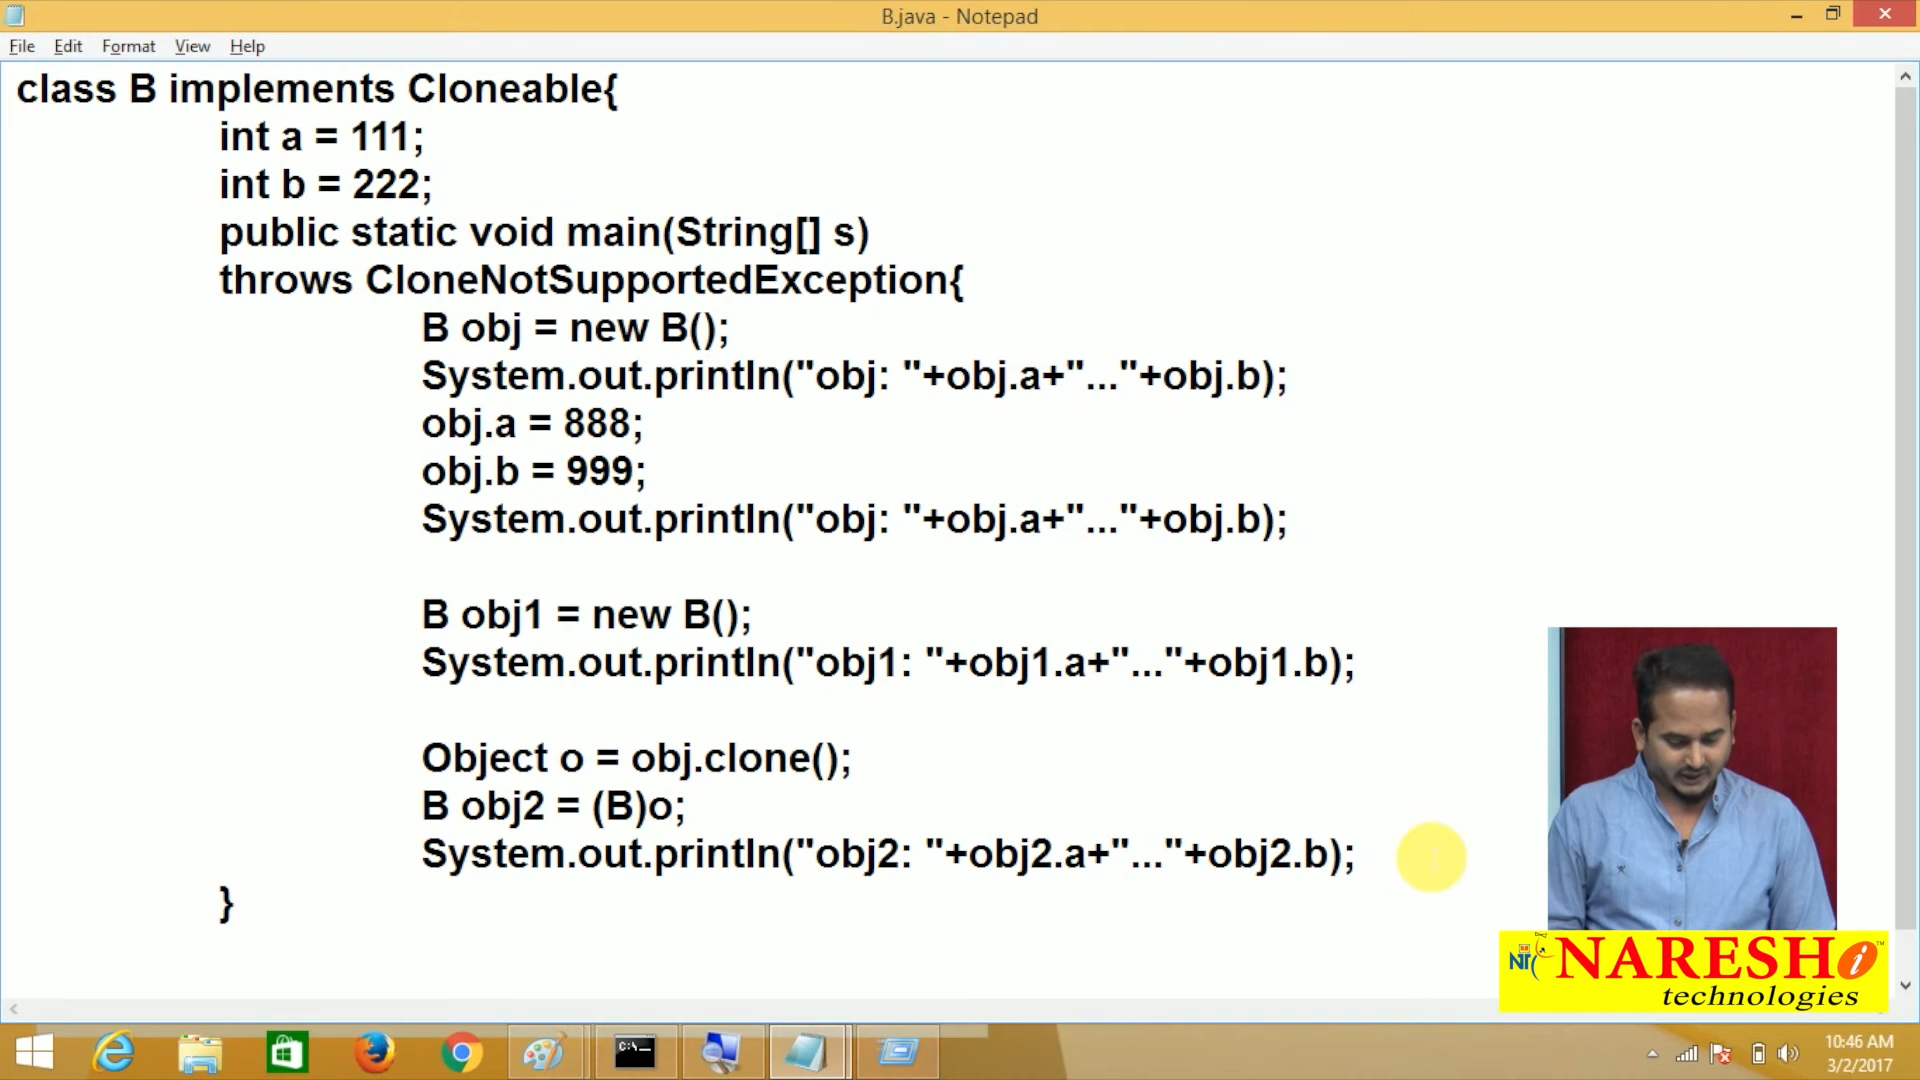 B.java - Notepad
File Edit Format View Help
class B implements Cloneable{
int a = 111;
int b = 222;
public static void main(String[] s)
throws CloneNotSupportedException{
B obj = new B();
System.out.println("obj: "+obj.a+"..."+obj.b);
obj.a = 888;
obj.b = 999;
System.out.println("obj: "+obj.a+"..."+obj.b);
B obj1 = new B();
System.out.println("obj1: "+obj1.a+"..."+obj1.b);
Object o = obj.clone();
B obj2 = (B)o;
System.out.println("obj2: "+obj2.a+"..."+obj2.b);
}
NARESH i ™
technologies
C:\_
10:46 AM
3/2/2017